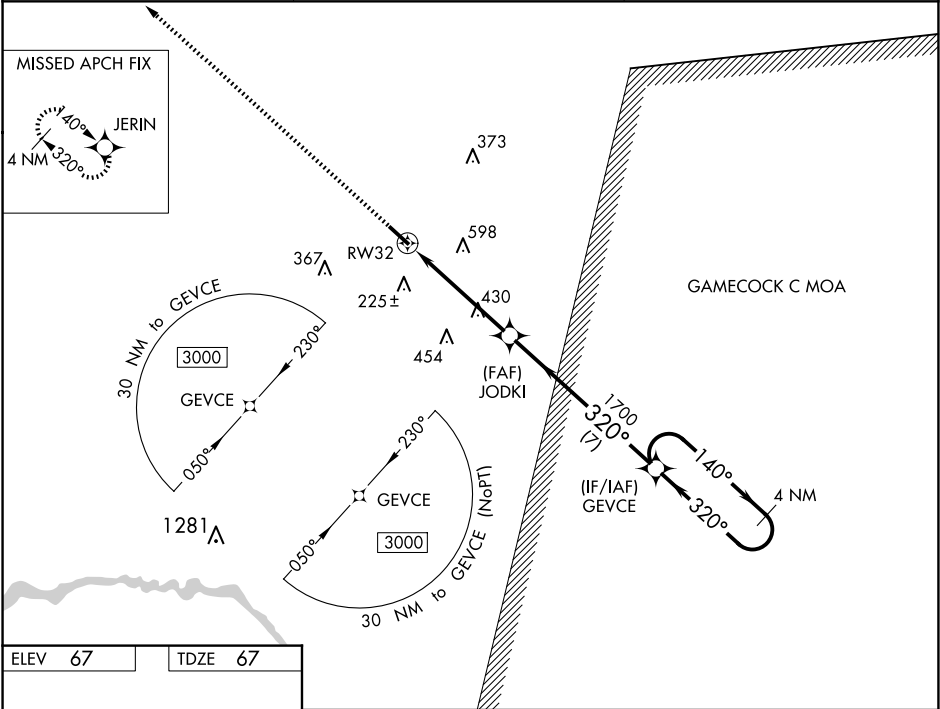 MISSED APCH FIX
140°
JERIN
4 NM
320°
373
598
RW32
367
225±
430
GAMECOCK C MOA
30 NM to GEVCE
3000
230°
454
(FAF)
JODKI
GEVCE
050°
1700
320°
(7)
230°
140°
(IF/IAF)
GEVCE
4 NM
320°
GEVCE
3000
1281
050°
30 NM to GEVCE (NoPT)
ELEV 67
TDZE 67